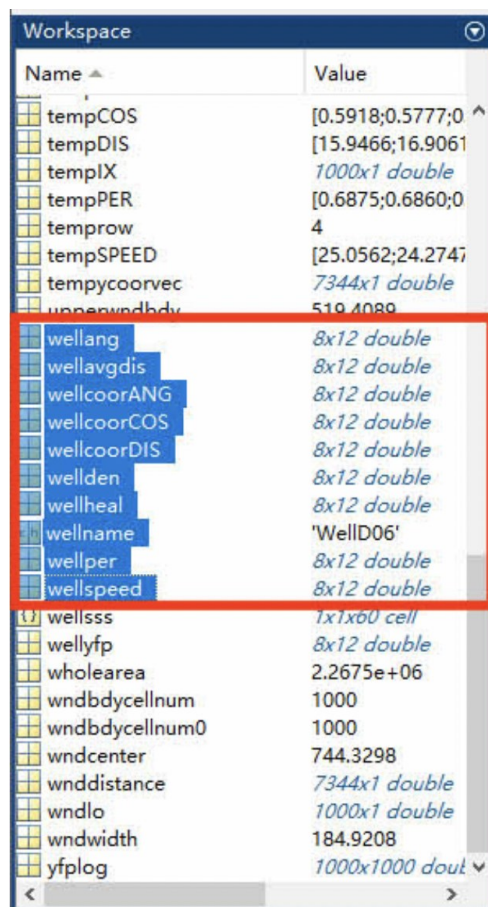 Workspace
Name Value
tempCOS [0.5918;0.5777;0.
tempDIS [15.9466;16.9061
tempIX 1000x1 double
tempPER [0.6875;0.6860;0.
temprow 4
tempSPEED [25.0562;24.2747
tempycoorvec 7344x1 double
upperwndbdy 519.4089
wellang 8x12 double
wellavgdis 8x12 double
wellcoorANG 8x12 double
wellcoorCOS 8x12 double
wellcoorDIS 8x12 double
wellden 8x12 double
wellheal 8x12 double
wellname 'WellD06'
wellper 8x12 double
wellspeed 8x12 double
wellsss 1x1x60 cell
wellyfp 8x12 double
wholearea 2.2675e+06
wndbdycellnum 1000
wndbdycellnum0 1000
wndcenter 744.3298
wnddistance 7344x1 double
wndlo 1000x1 double
wndwidth 184.9208
yfplog 1000x1000 doub